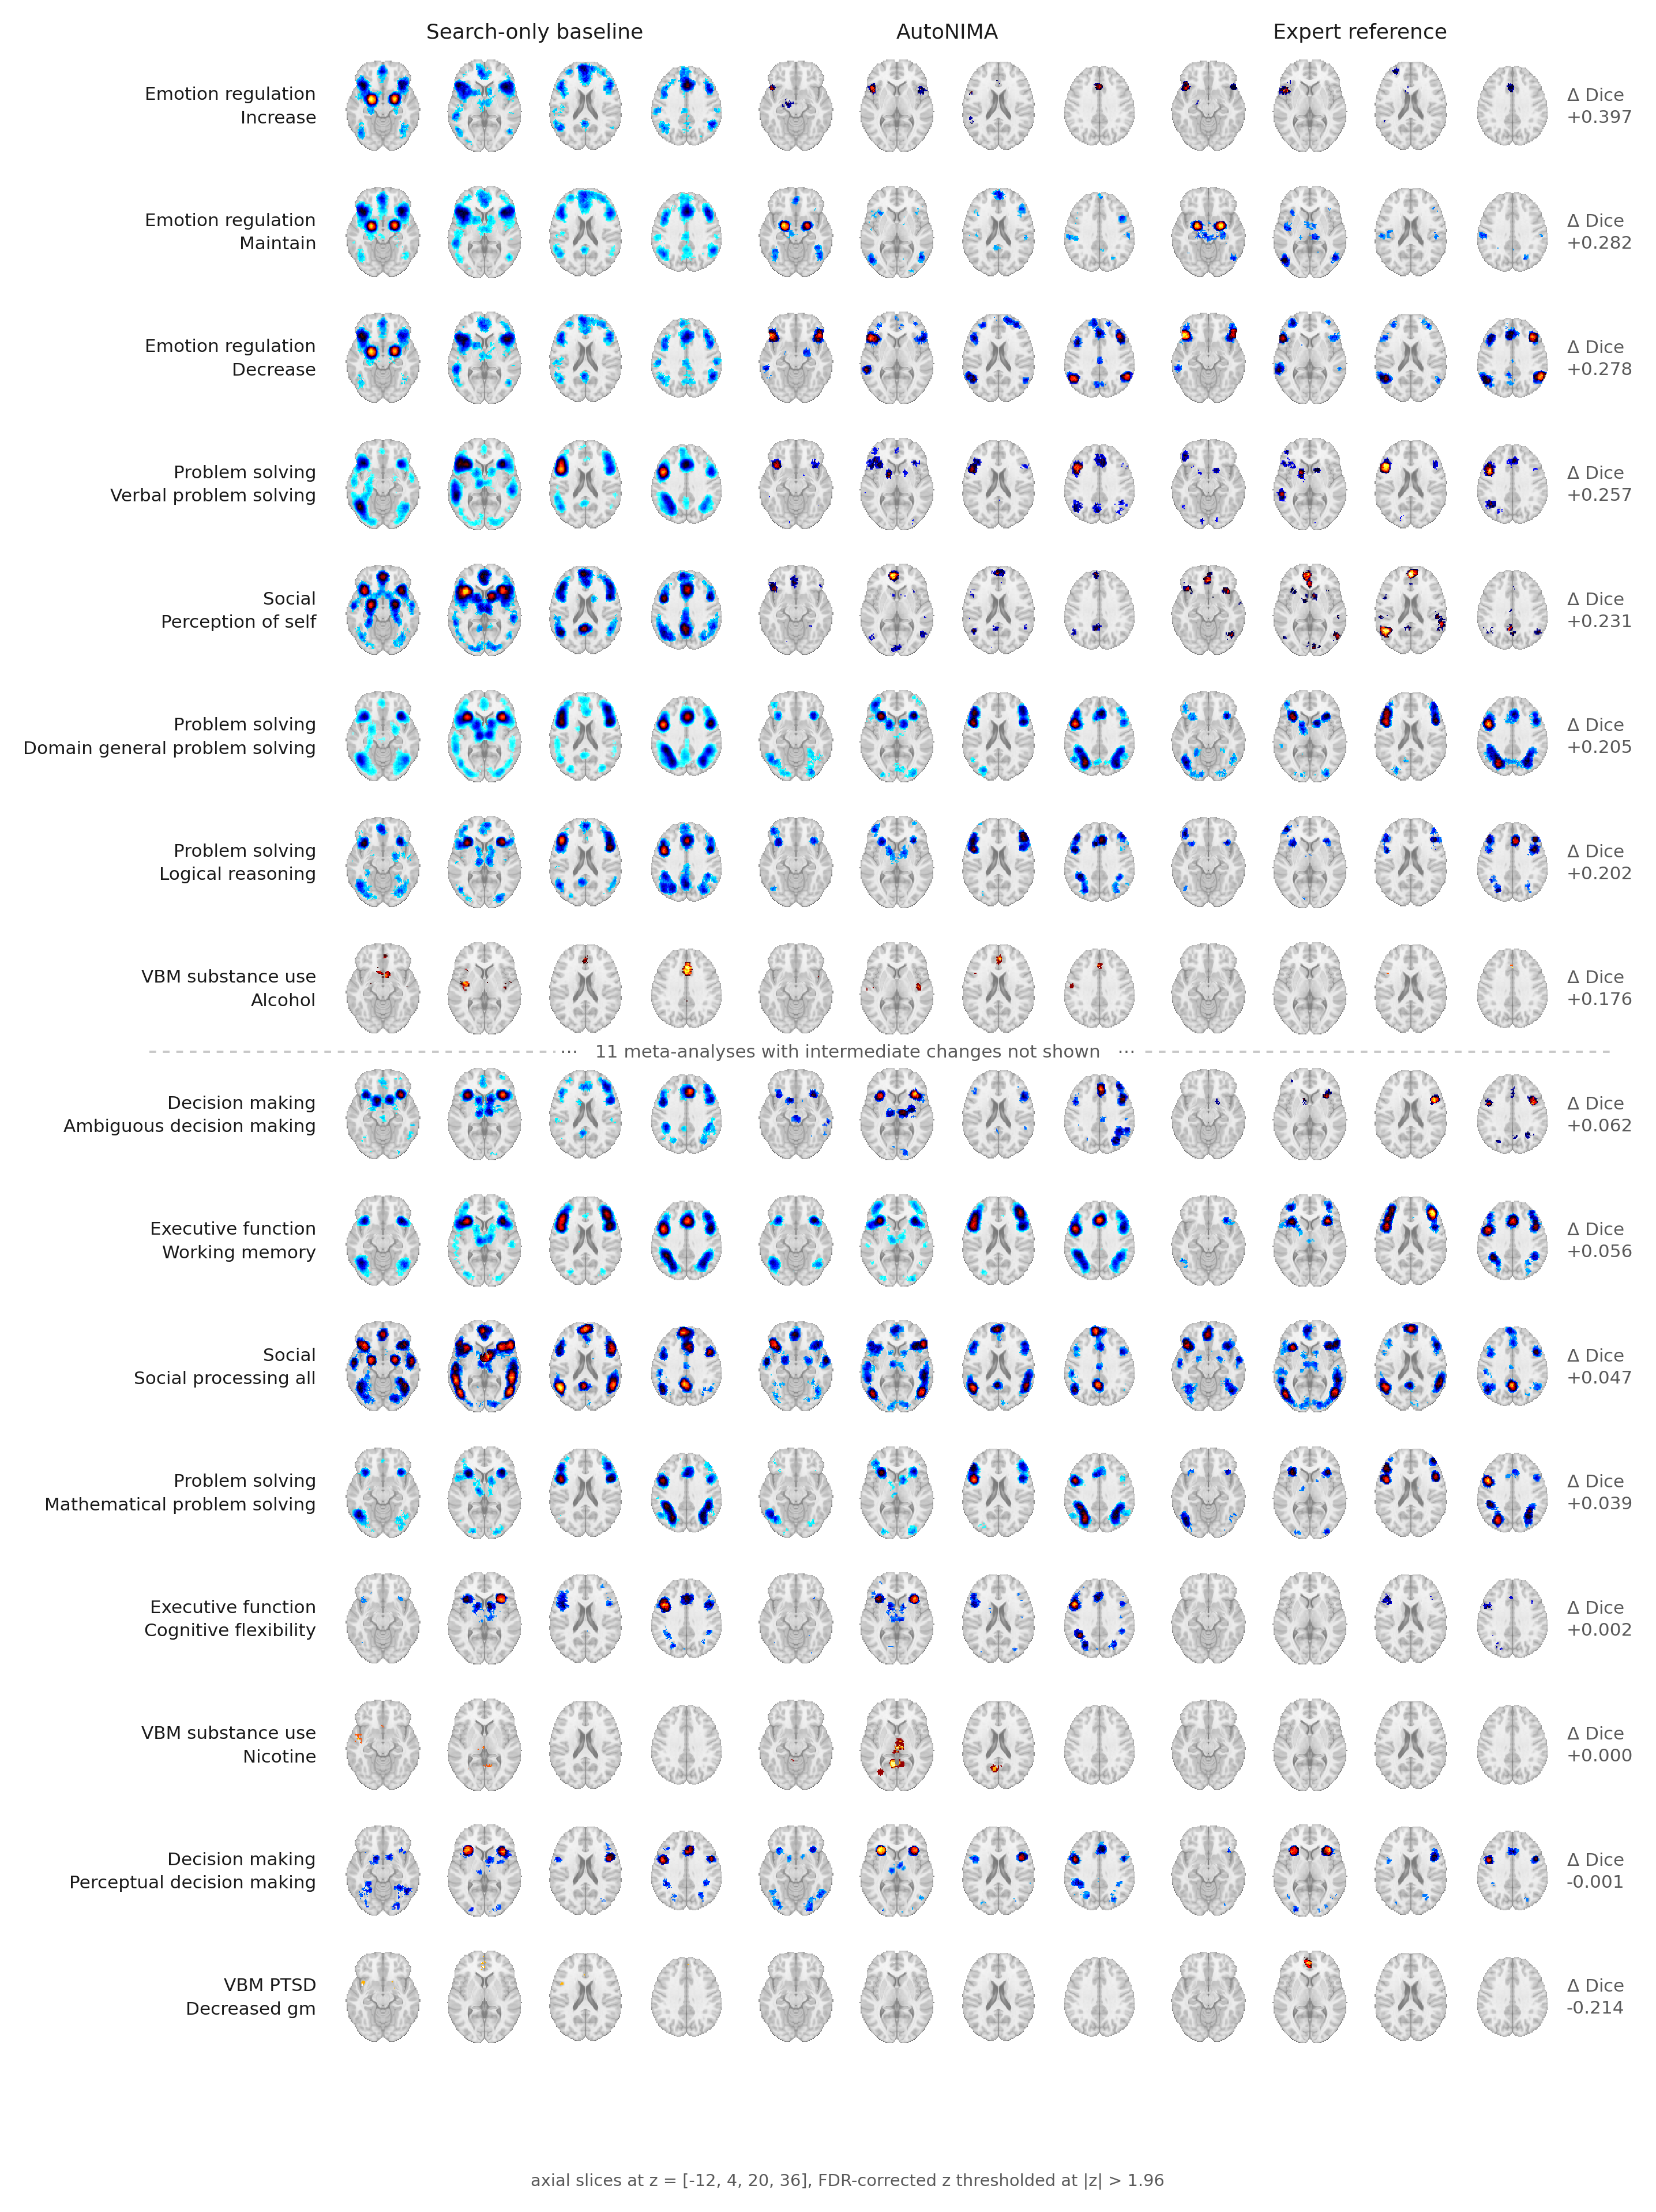 Search-only baseline AutoNIMA Expert reference
Emotion regulation
Increase
Δ Dice
+0.397
Emotion regulation
Maintain
Δ Dice
+0.282
Emotion regulation
Decrease
Δ Dice
+0.278
Problem solving
Verbal problem solving
Δ Dice
+0.257
Social
Perception of self
Δ Dice
+0.231
Problem solving
Domain general problem solving
Δ Dice
+0.205
Problem solving
Logical reasoning
Δ Dice
+0.202
VBM substance use
Alcohol
Δ Dice
+0.176
··· 11 meta-analyses with intermediate changes not shown ···
Decision making
Ambiguous decision making
Δ Dice
+0.062
Executive function
Working memory
Δ Dice
+0.056
Social
Social processing all
Δ Dice
+0.047
Problem solving
Mathematical problem solving
Δ Dice
+0.039
Executive function
Cognitive flexibility
Δ Dice
+0.002
VBM substance use
Nicotine
Δ Dice
+0.000
Decision making
Perceptual decision making
Δ Dice
-0.001
VBM PTSD
Decreased gm
Δ Dice
-0.214
axial slices at z = [-12, 4, 20, 36], FDR-corrected z thresholded at |z| > 1.96